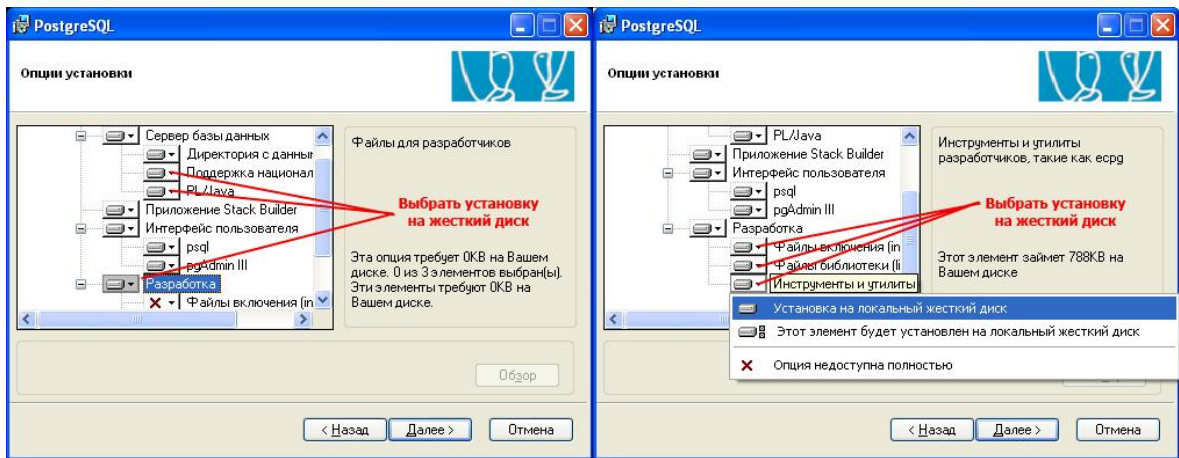 PostgreSQL
Опции установки
Сервер базы данных
Директория с данны
Поддержка национал
PL/Java
Приложение Stack Builder
Интерфейс пользователя
psql
pgAdmin III
Разработка
Файлы включения (in
Файлы для разработчиков
Выбрать установку
на жесткий диск
Эта опция требует 0KB на Вашем
диске. 0 из 3 элементов выбран(ы).
Эти элементы требуют 0KB на
Вашем диске.
Обзор
< Назад
Далее >
Отмена
PostgreSQL
Опции установки
PL/Java
Приложение Stack Builder
Интерфейс пользователя
psql
pgAdmin III
Разработка
Файлы включения (in
Файлы библиотеки (li
Инструменты и утилиты
Инструменты и утилиты
разработчиков, такие как ecpg
Выбрать установку
на жесткий диск
Этот элемент займет 788KB на
Вашем диске
Установка на локальный жесткий диск
Этот элемент будет установлен на локальный жесткий диск
Опция недоступна полностью
< Назад
Далее >
Отмена